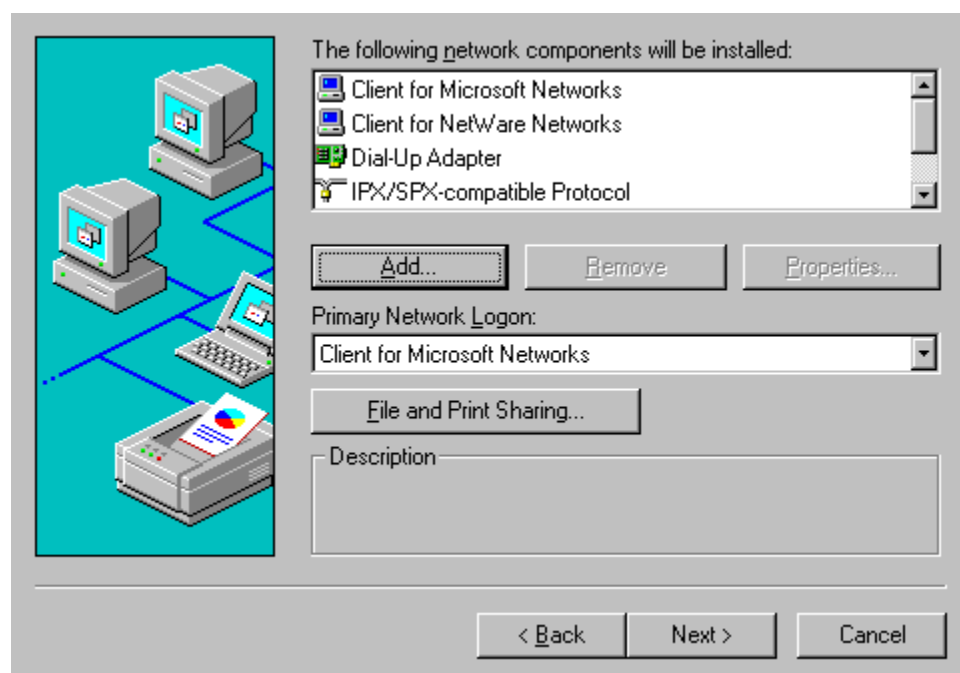 The following network components will be installed:
Client for Microsoft Networks
Client for NetWare Networks
Dial-Up Adapter
IPX/SPX-compatible Protocol
Add... Remove Properties...
Primary Network Logon:
Client for Microsoft Networks
File and Print Sharing...
Description
< Back Next > Cancel